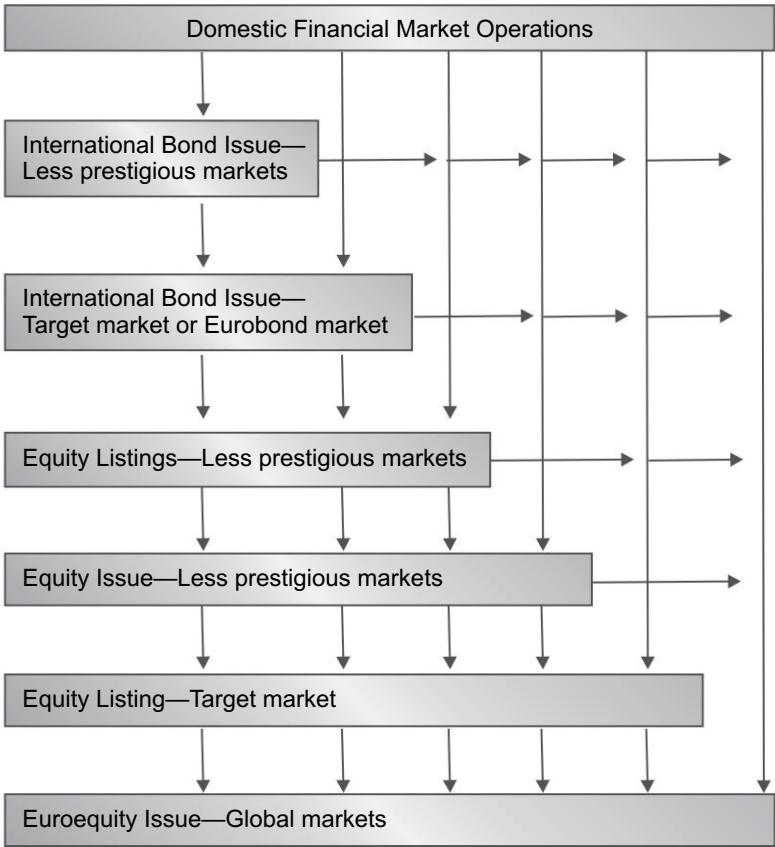 Domestic Financial Market Operations
International Bond Issue—
Less prestigious markets
International Bond Issue—
Target market or Eurobond market
Equity Listings—Less prestigious markets
Equity Issue—Less prestigious markets
Equity Listing—Target market
Euroequity Issue—Global markets